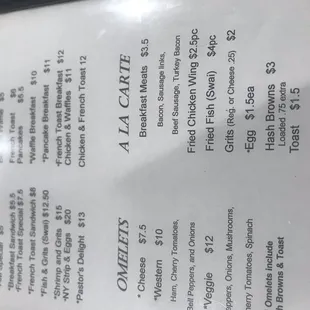 French Toast $6
Pancakes $5.5
*Waffle Breakfast $10
*Pancake Breakfast $11
*French Toast Breakfast $12
Chicken & Waffles $11
Chicken & French Toast 12
A LA CARTE
Breakfast Meats $3.5
Bacon, Sausage links,
Beef Sausage, Turkey Bacon
Fried Chicken Wing $2.5pc
Fried Fish (Swai) $4pc
Grits (Reg. or Cheese .25) $2
*Egg $1.5ea
Hash Browns $3
Loaded .75 extra
Toast $1.5
*Breakfast Sandwich $5.5
*French Toast Special $7.5
*French Toast Sandwich $8
*Fish & Grits (Swai) $12.50
*Shrimp and Grits $15
*NY Strip & Eggs $20
*Pastor's Delight $13
OMELETS
* Cheese $7.5
*Western $10
Ham, Cherry Tomatoes,
Bell Peppers, and Onions
*Veggie $12
Peppers, Onions, Mushrooms,
Cherry Tomatoes, Spinach
Omelets Include
Browns & Toast